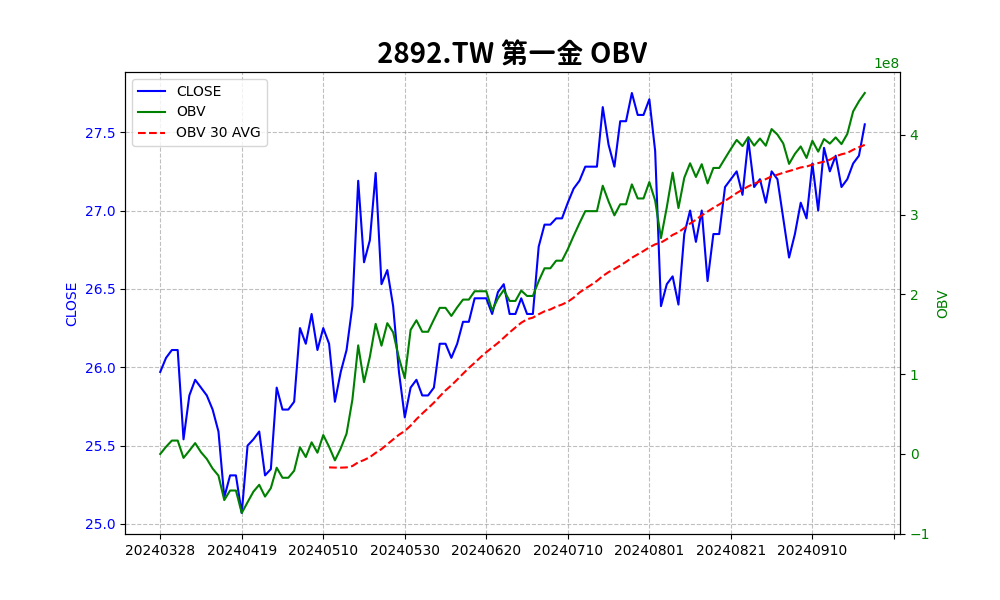 2892.TW 第一金 OBV
1e8
CLOSE
OBV
OBV 30 AVG
27.5
27.0
26.5
26.0
25.5
25.0
CLOSE
4
3
2
1
0
−1
OBV
20240328 20240419 20240510 20240530 20240620 20240710 20240801 20240821 20240910